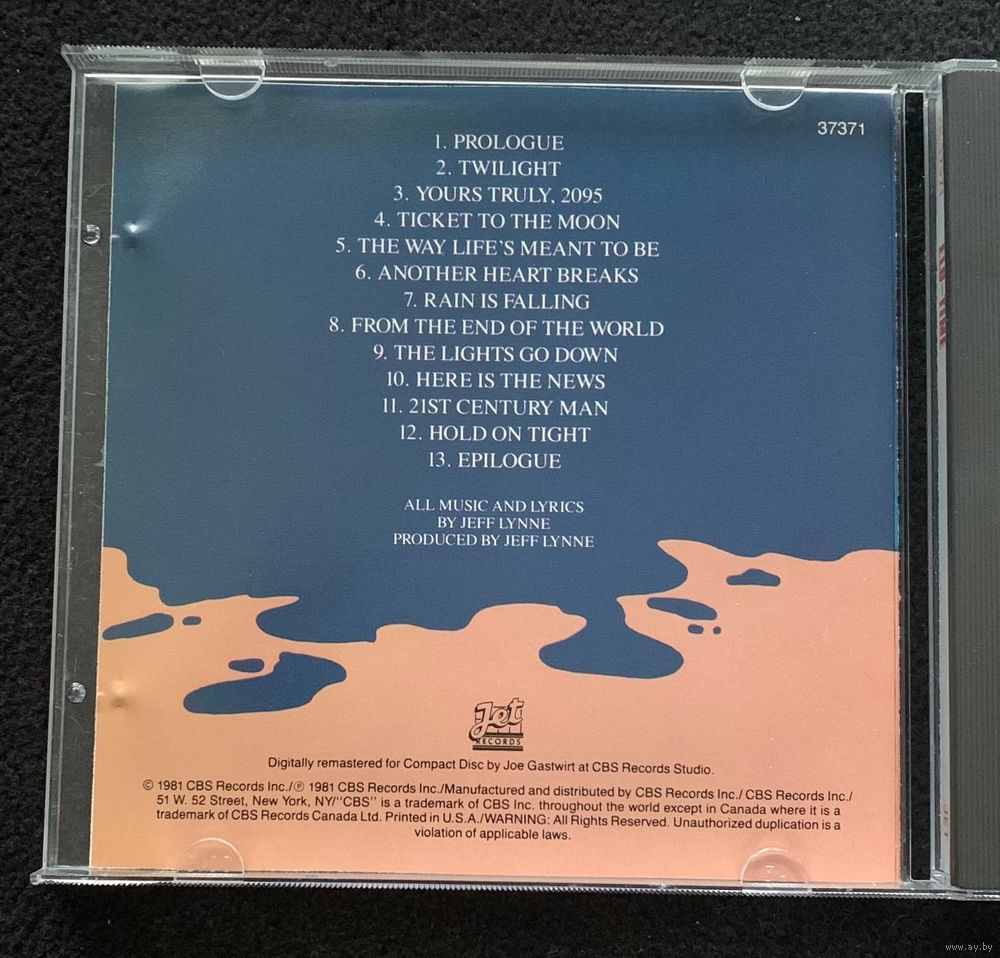 37371
1. PROLOGUE
2. TWILIGHT
3. YOURS TRULY, 2095
4. TICKET TO THE MOON
5. THE WAY LIFE'S MEANT TO BE
6. ANOTHER HEART BREAKS
7. RAIN IS FALLING
8. FROM THE END OF THE WORLD
9. THE LIGHTS GO DOWN
10. HERE IS THE NEWS
11. 21ST CENTURY MAN
12. HOLD ON TIGHT
13. EPILOGUE
ALL MUSIC AND LYRICS
BY JEFF LYNNE
PRODUCED BY JEFF LYNNE
Jet
RECORDS
Digitally remastered for Compact Disc by Joe Gastwirt at CBS Records Studio.
© 1981 CBS Records Inc./℗ 1981 CBS Records Inc./Manufactured and distributed by CBS Records Inc./ CBS Records Inc./
51 W. 52 Street, New York, NY/"CBS" is a trademark of CBS Inc. throughout the world except in Canada where it is a
trademark of CBS Records Canada Ltd. Printed in U.S.A./WARNING: All Rights Reserved. Unauthorized duplication is a
violation of applicable laws.
www.ay.by